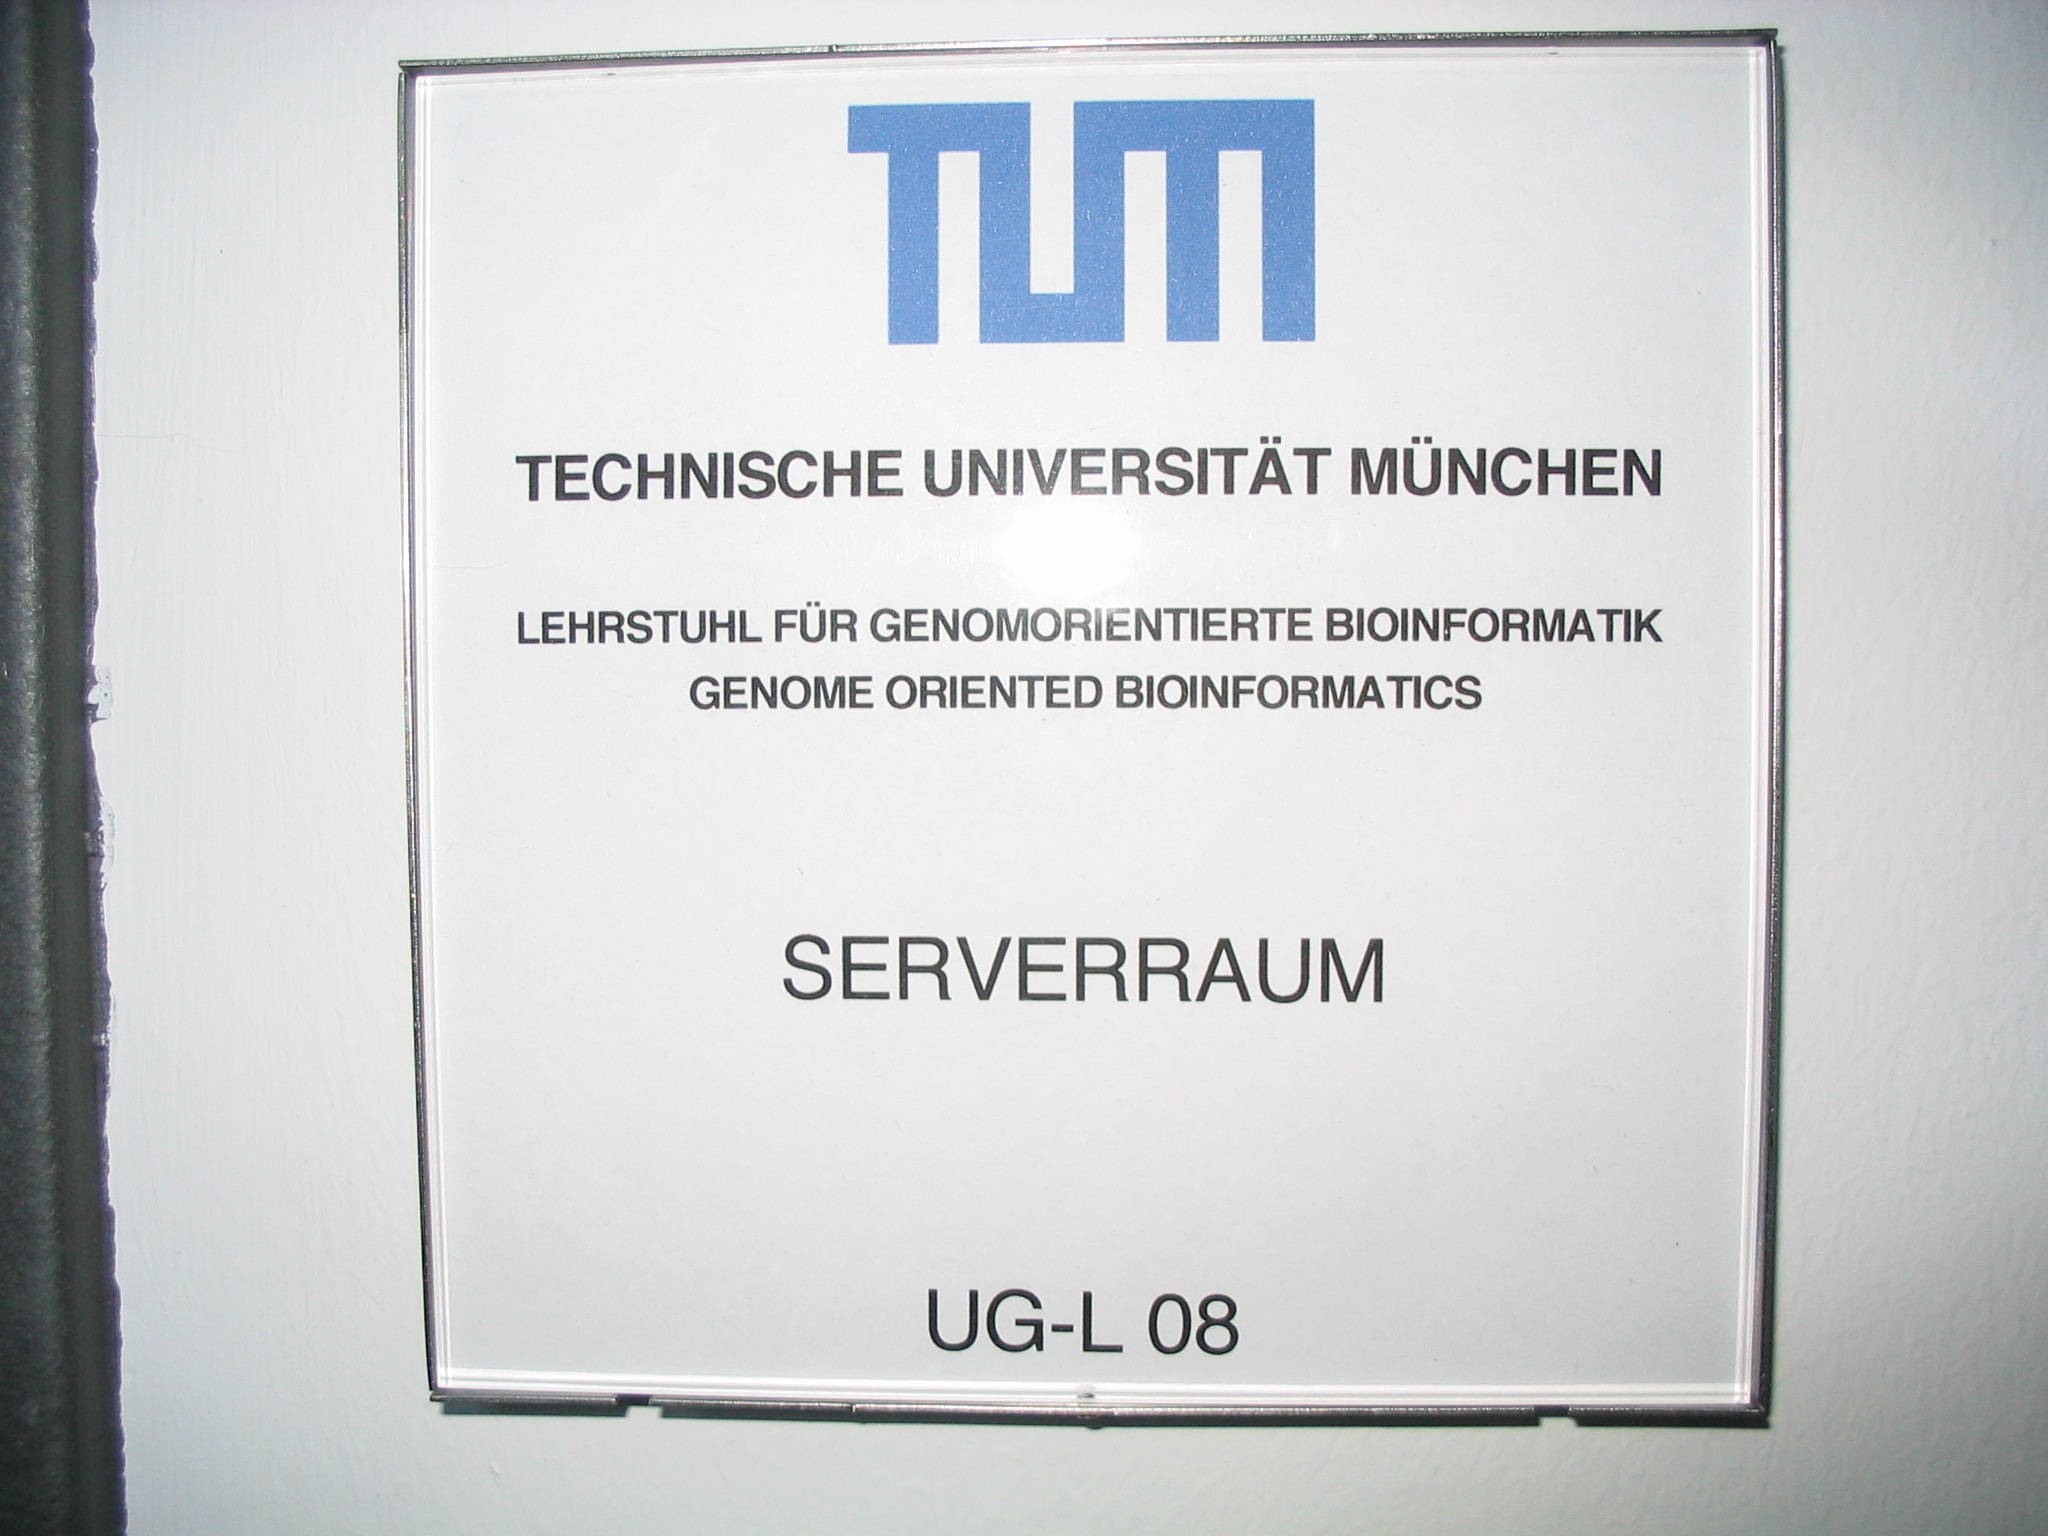 TUM
TECHNISCHE UNIVERSITÄT MÜNCHEN
LEHRSTUHL FÜR GENOMORIENTIERTE BIOINFORMATIK
GENOME ORIENTED BIOINFORMATICS
SERVERRAUM
UG-L 08